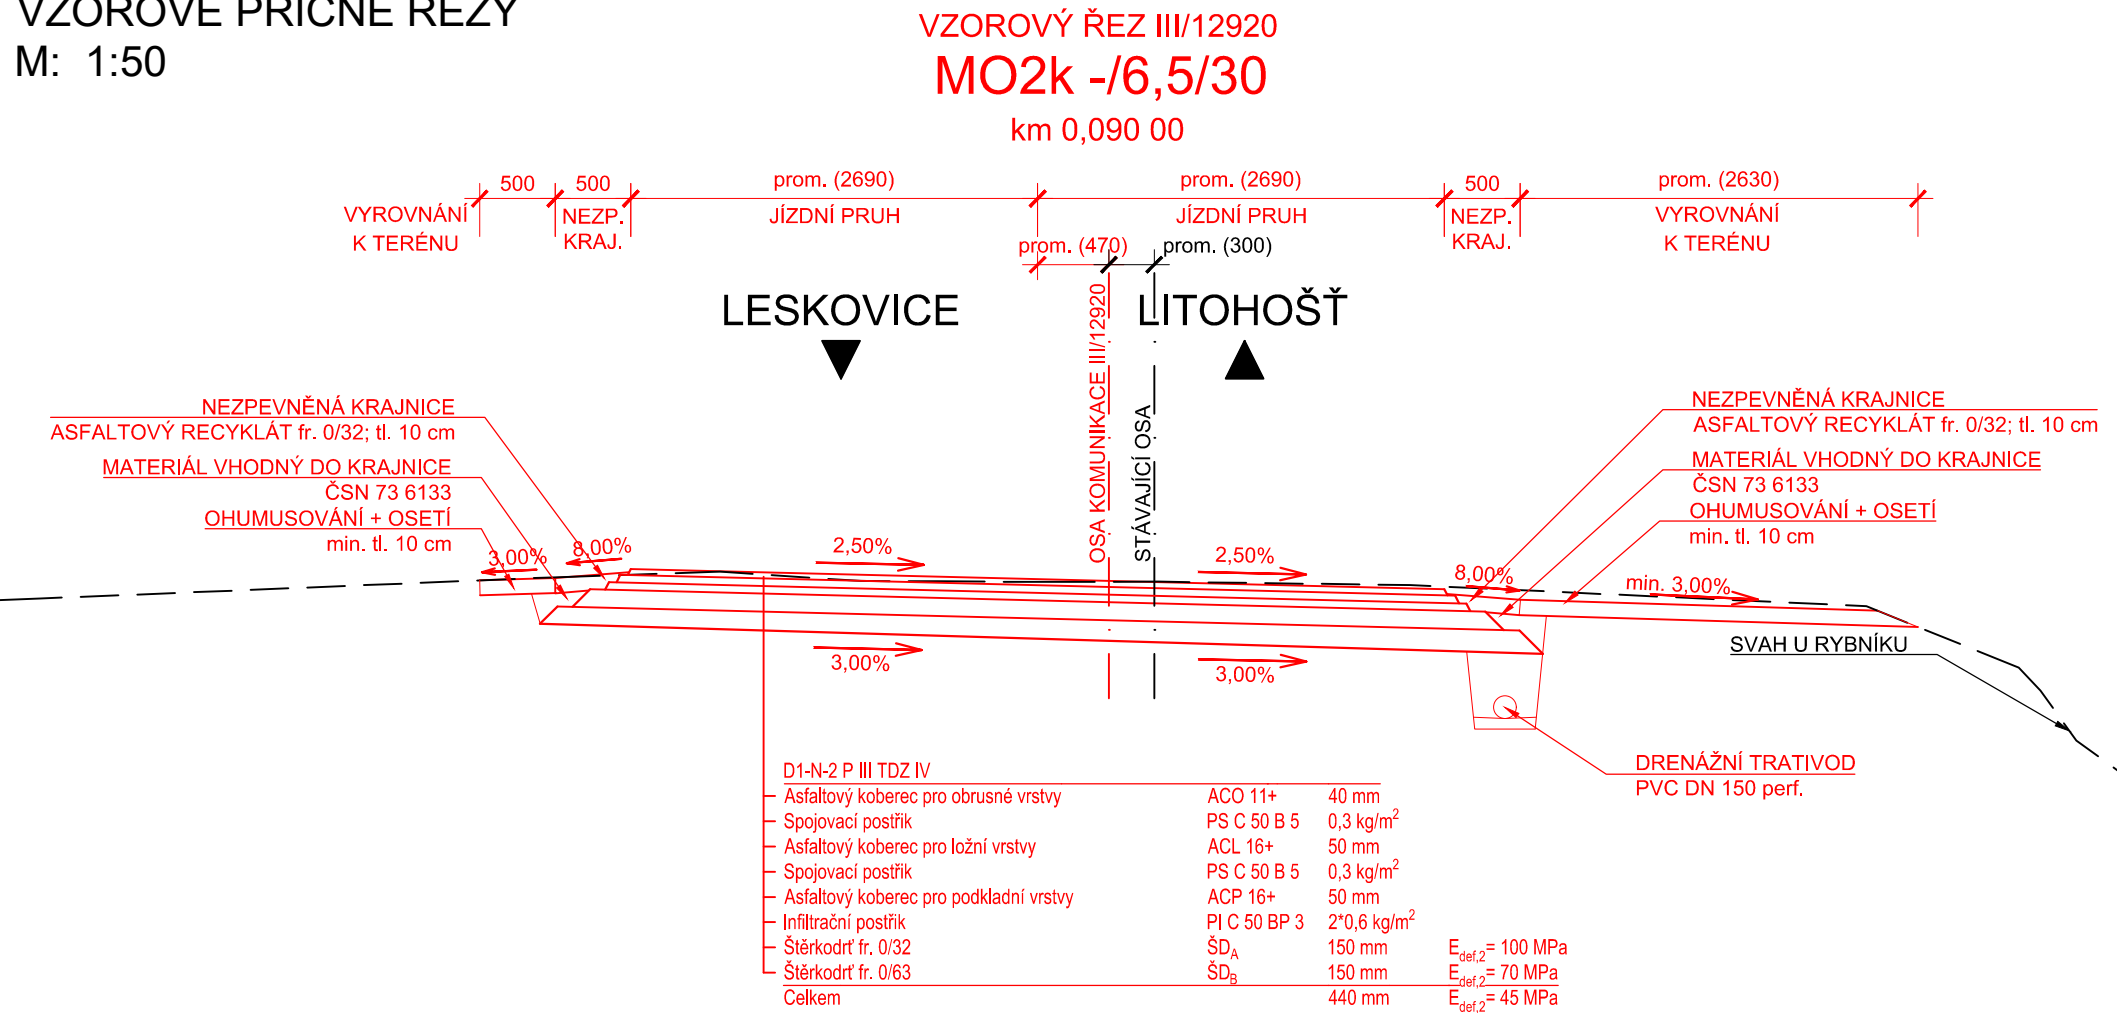 VZOROVÉ PŘÍČNÉ ŘEZY
M: 1:50
VZOROVÝ ŘEZ III/12920
MO2k -/6,5/30
km 0,090 00
500
500
prom. (2690)
prom. (2690)
500
prom. (2630)
VYROVNÁNÍ
K TERÉNU
NEZP.
KRAJ.
JÍZDNÍ PRUH
JÍZDNÍ PRUH
NEZP.
KRAJ.
VYROVNÁNÍ
K TERÉNU
prom. (470)
prom. (300)
LESKOVICE
LITOHOŠŤ
OSA KOMUNIKACE III/12920
STÁVAJÍCÍ OSA
NEZPEVNĚNÁ KRAJNICE
ASFALTOVÝ RECYKLÁT fr. 0/32; tl. 10 cm
MATERIÁL VHODNÝ DO KRAJNICE
ČSN 73 6133
OHUMUSOVÁNÍ + OSETÍ
min. tl. 10 cm
NEZPEVNĚNÁ KRAJNICE
ASFALTOVÝ RECYKLÁT fr. 0/32; tl. 10 cm
MATERIÁL VHODNÝ DO KRAJNICE
ČSN 73 6133
OHUMUSOVÁNÍ + OSETÍ
min. tl. 10 cm
3,00%
8,00%
2,50%
2,50%
8,00%
min. 3,00%
3,00%
3,00%
SVAH U RYBNÍKU
DRENÁŽNÍ TRATIVOD
PVC DN 150 perf.
D1-N-2 P III TDZ IV
Asfaltový koberec pro obrusné vrstvy ACO 11+ 40 mm
Spojovací postřik PS C 50 B 5 0,3 kg/m²
Asfaltový koberec pro ložní vrstvy ACL 16+ 50 mm
Spojovací postřik PS C 50 B 5 0,3 kg/m²
Asfaltový koberec pro podkladní vrstvy ACP 16+ 50 mm
Infiltrační postřik PI C 50 BP 3 2*0,6 kg/m²
Štěrkodrť fr. 0/32 ŠDA 150 mm Edef,2= 100 MPa
Štěrkodrť fr. 0/63 ŠDB 150 mm Edef,2= 70 MPa
Celkem 440 mm Edef,2= 45 MPa